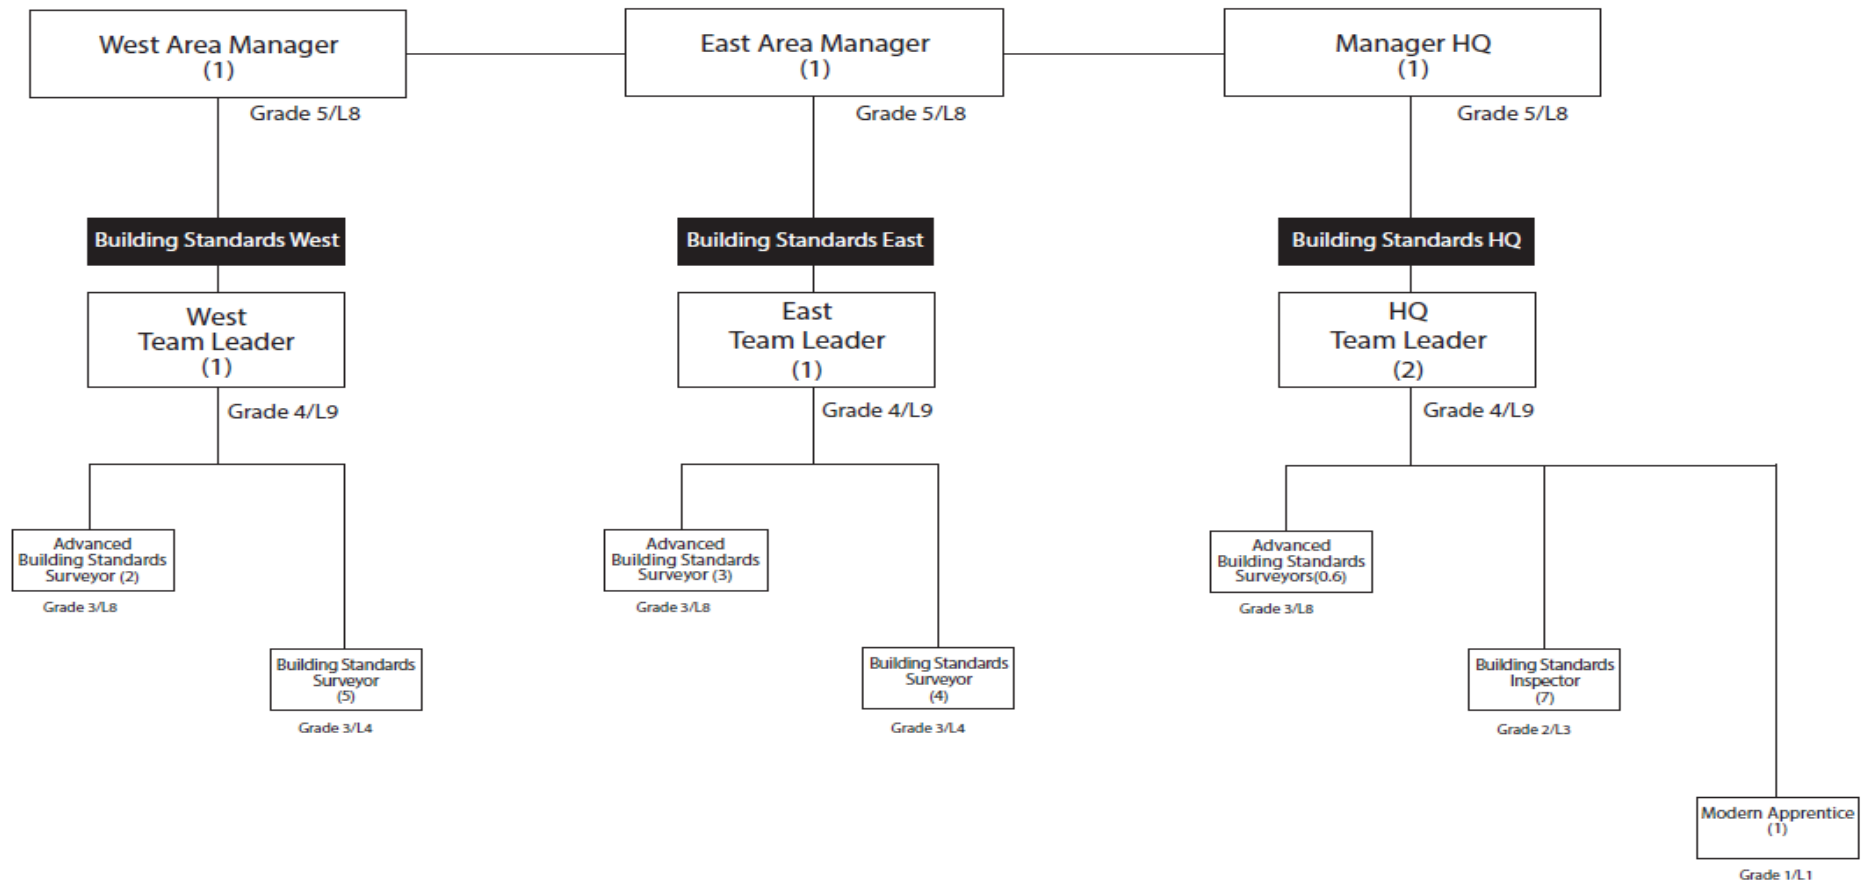 West Area Manager
(1)
East Area Manager
(1)
Manager HQ
(1)
Grade 5/L8
Grade 5/L8
Grade 5/L8
Building Standards West
Building Standards East
Building Standards HQ
West
Team Leader
(1)
East
Team Leader
(1)
HQ
Team Leader
(2)
Grade 4/L9
Grade 4/L9
Grade 4/L9
Advanced
Building Standards
Surveyor (2)
Grade 3/L8
Advanced
Building Standards
Surveyor (3)
Grade 3/L8
Advanced
Building Standards
Surveyors(0.6)
Grade 3/L8
Building Standards
Surveyor
(5)
Grade 3/L4
Building Standards
Surveyor
(4)
Grade 3/L4
Building Standards
Inspector
(7)
Grade 2/L3
Modern Apprentice
(1)
Grade 1/L1